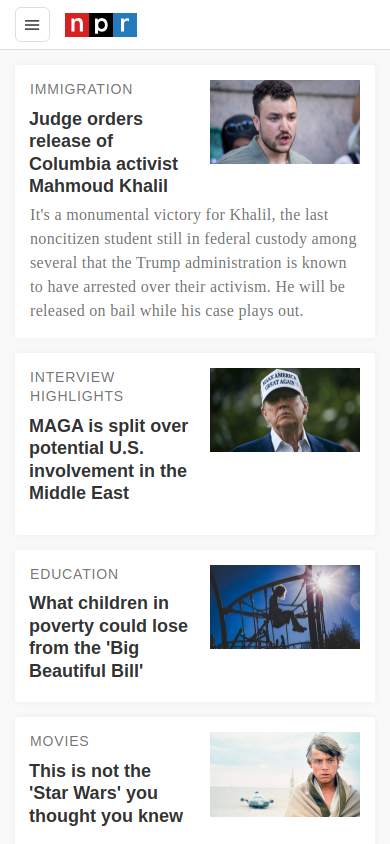 npr
IMMIGRATION
Judge orders
release of
Columbia activist
Mahmoud Khalil
It's a monumental victory for Khalil, the last
noncitizen student still in federal custody among
several that the Trump administration is known
to have arrested over their activism. He will be
released on bail while his case plays out.
INTERVIEW
HIGHLIGHTS
MAGA is split over
potential U.S.
involvement in the
Middle East
MAKE AMERICA
GREAT AGAIN
EDUCATION
What children in
poverty could lose
from the 'Big
Beautiful Bill'
MOVIES
This is not the
'Star Wars' you
thought you knew